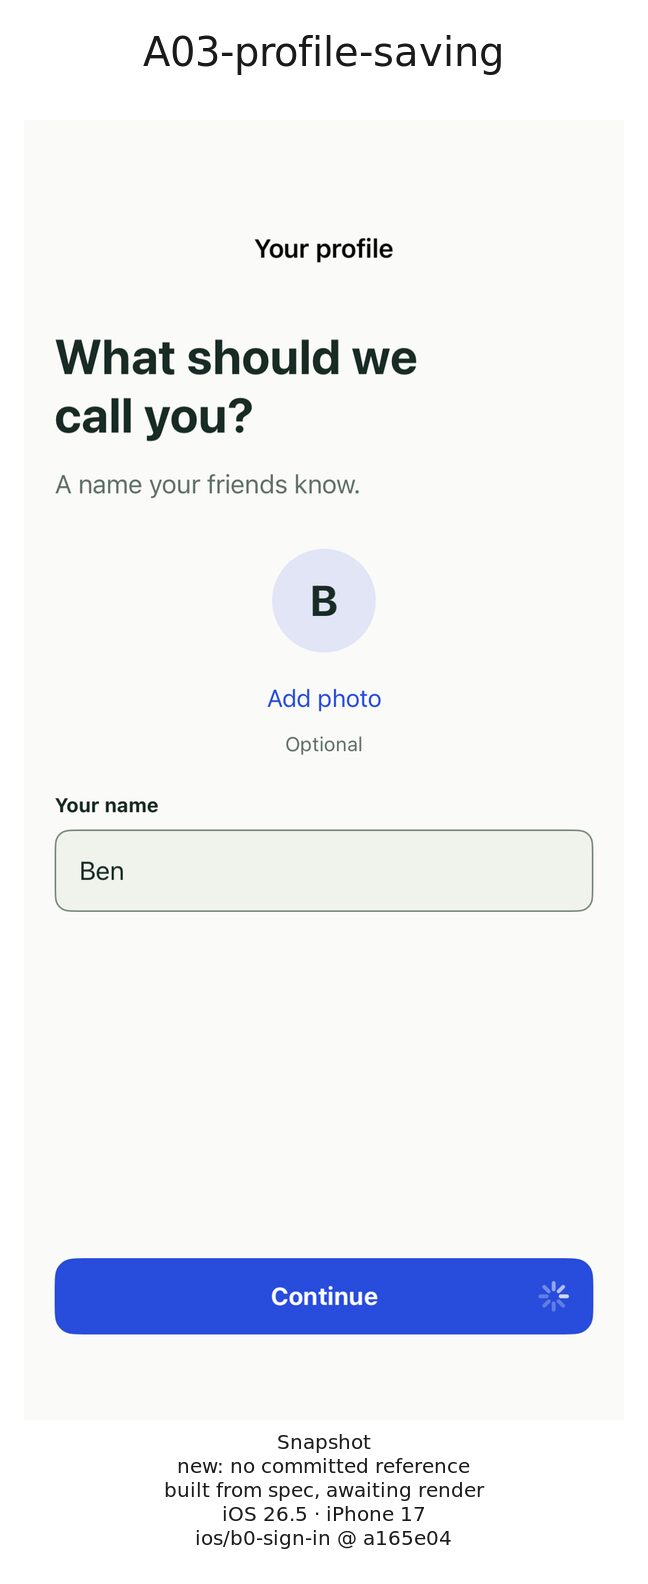 A03-profile-saving
Your profile
What should we
call you?
A name your friends know.
B
Add photo
Optional
Your name
Ben
Continue
Snapshot
new: no committed reference
built from spec, awaiting render
iOS 26.5 · iPhone 17
ios/b0-sign-in @ a165e04